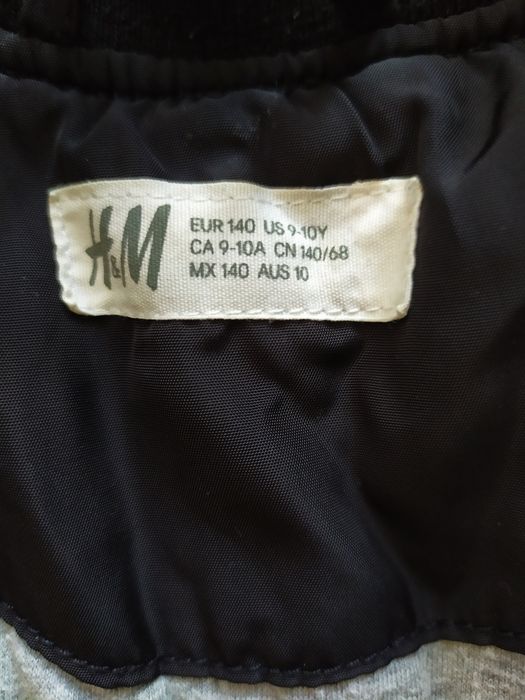 H&M
EUR 140 US 9-10Y
CA 9-10A CN 140/68
MX 140 AUS 10